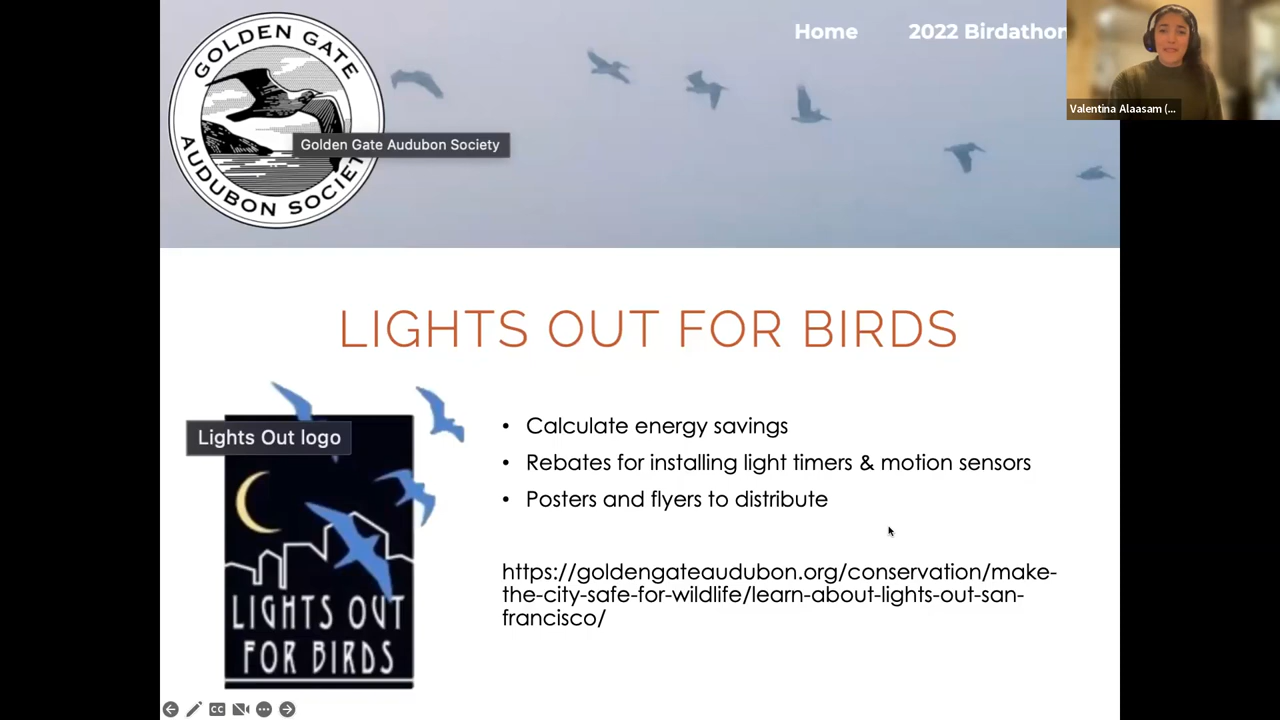 Home 2022 Birdathon
Valentina Alaasam (...
GOLDEN GATE
AUDUBON SOCIETY
Golden Gate Audubon Society
LIGHTS OUT FOR BIRDS
Lights Out logo
• Calculate energy savings
• Rebates for installing light timers & motion sensors
• Posters and flyers to distribute
https://goldengateaudubon.org/conservation/make-
the-city-safe-for-wildlife/learn-about-lights-out-san-
francisco/
LIGHTS OUT
FOR BIRDS
CC